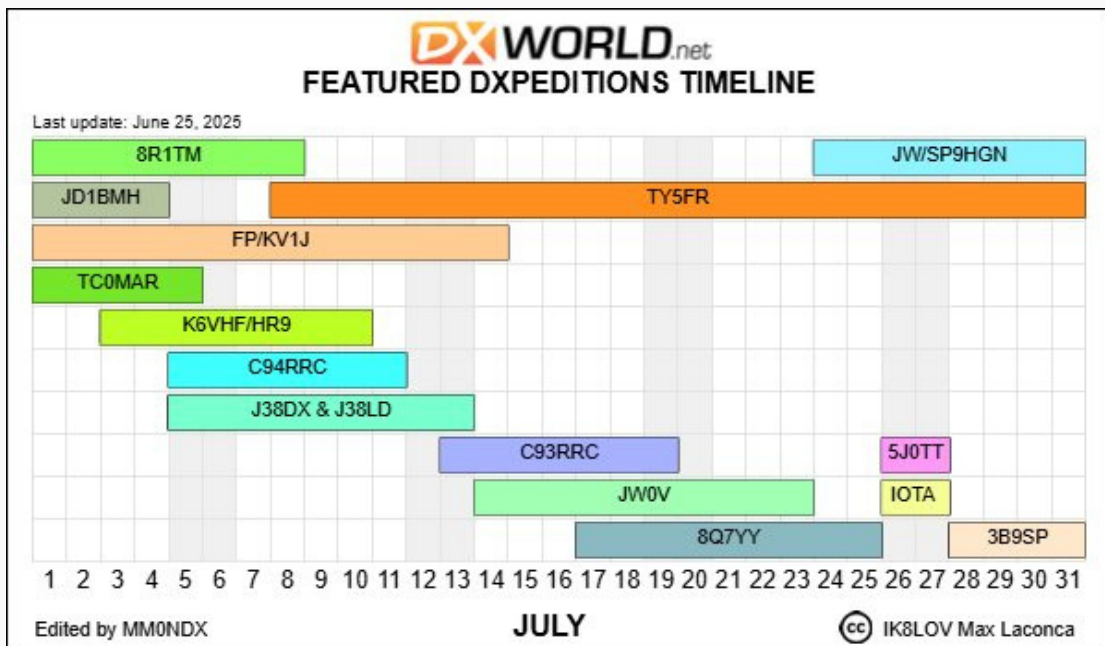 DX WORLD.net
FEATURED DXPEDITIONS TIMELINE
Last update: June 25, 2025
8R1TM JW/SP9HGN
JD1BMH TY5FR
FP/KV1J
TC0MAR
K6VHF/HR9
C94RRC
J38DX & J38LD
C93RRC 5J0TT
JW0V IOTA
8Q7YY 3B9SP
1 2 3 4 5 6 7 8 9 10 11 12 13 14 15 16 17 18 19 20 21 22 23 24 25 26 27 28 29 30 31
Edited by MM0NDX JULY cc IK8LOV Max Laconca